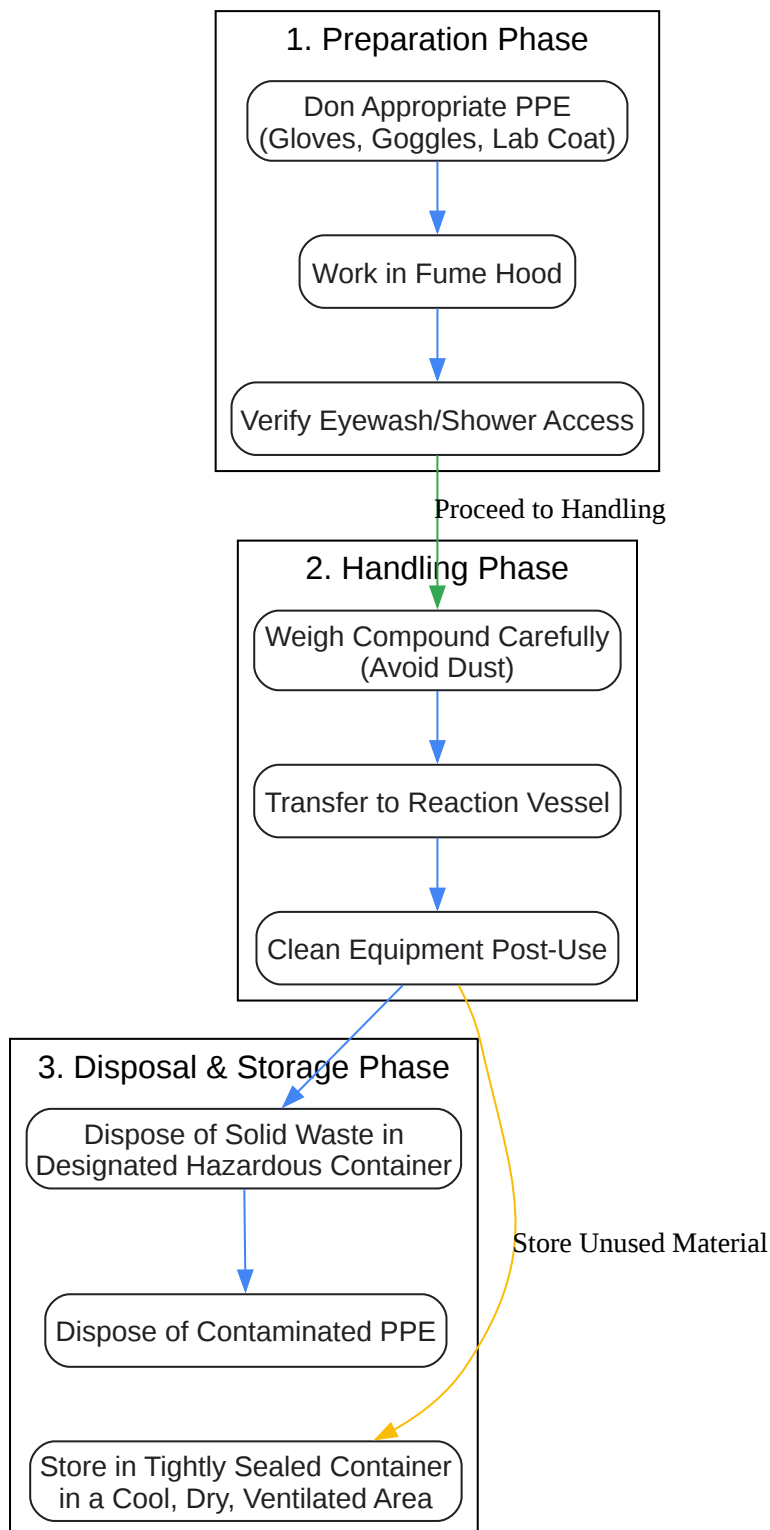 1. Preparation Phase
Don Appropriate PPE
(Gloves, Goggles, Lab Coat)
Work in Fume Hood
Verify Eyewash/Shower Access
Proceed to Handling
2. Handling Phase
Weigh Compound Carefully
(Avoid Dust)
Transfer to Reaction Vessel
Clean Equipment Post-Use
3. Disposal & Storage Phase
Dispose of Solid Waste in
Designated Hazardous Container
Store Unused Material
Dispose of Contaminated PPE
Store in Tightly Sealed Container
in a Cool, Dry, Ventilated Area